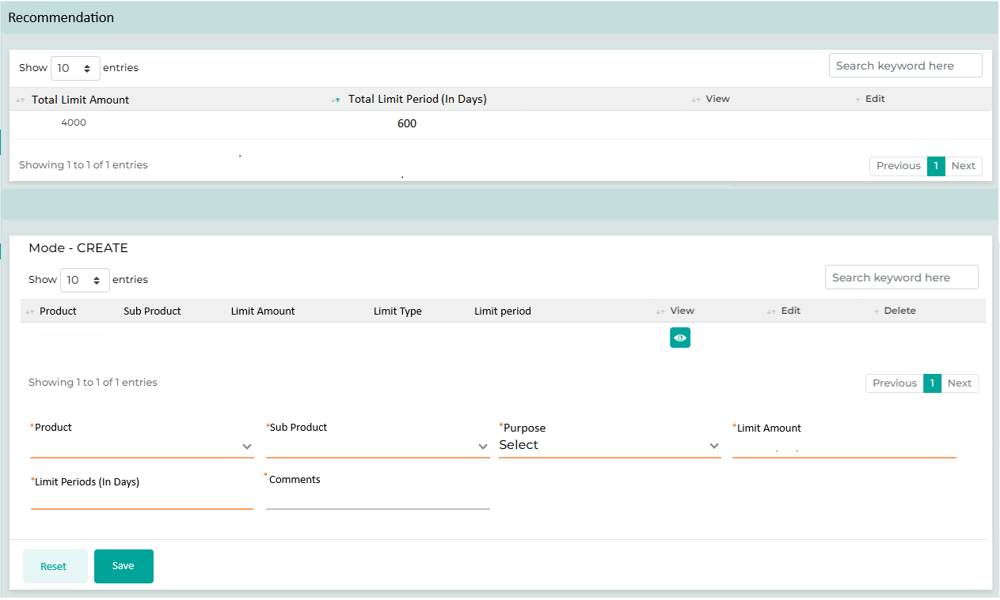 Recommendation
Show 10 entries Search keyword here
Total Limit Amount Total Limit Period (In Days) View Edit
4000 600
Showing 1 to 1 of 1 entries Previous 1 Next
Mode - CREATE
Show 10 entries Search keyword here
Product Sub Product Limit Amount Limit Type Limit period View Edit Delete
Showing 1 to 1 of 1 entries Previous 1 Next
*Product *Sub Product *Purpose *Limit Amount
Select
*Limit Periods (In Days) *Comments
Reset Save